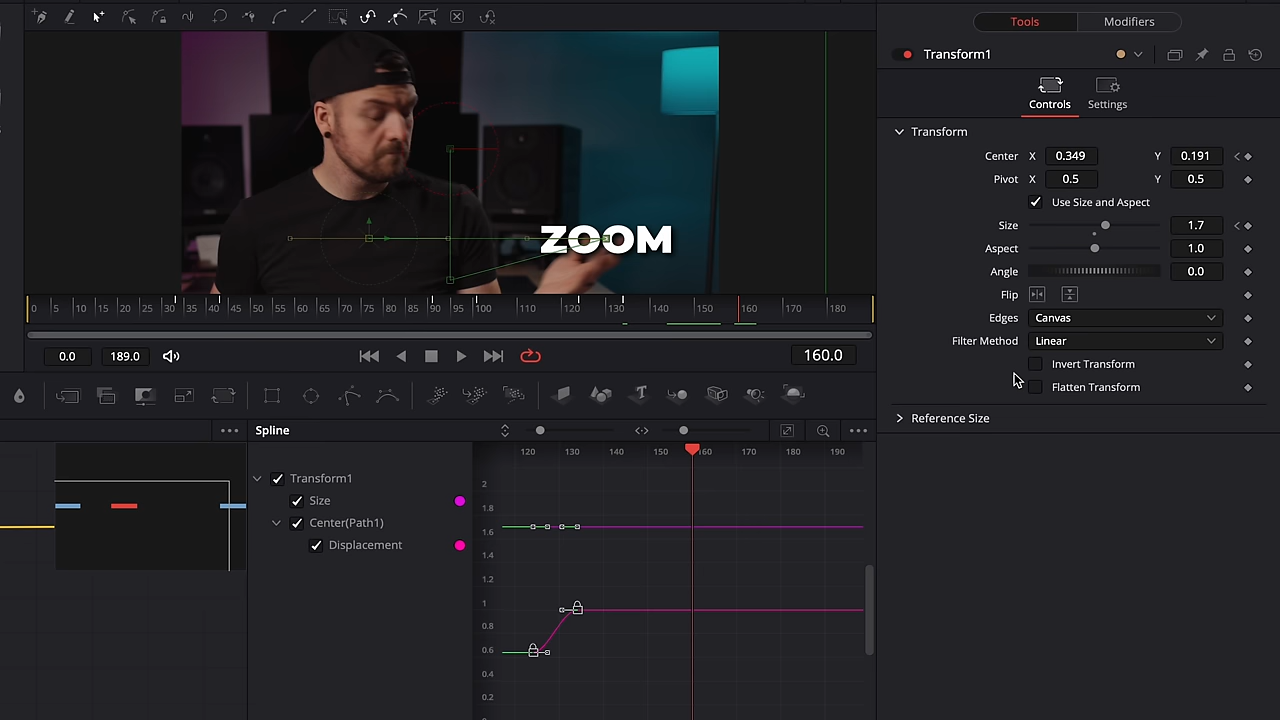 Tools
Modifiers
Transform1
Controls
Settings
Transform
Center X 0.349 Y 0.191
Pivot X 0.5 Y 0.5
Use Size and Aspect
Size 1.7
Aspect 1.0
Angle 0.0
Flip
Edges Canvas
Filter Method Linear
Invert Transform
Flatten Transform
Reference Size
ZOOM
0 5 10 15 20 25 30 35 40 45 50 55 60 65 70 75 80 85 90 95 100 110 120 130 140 150 160 170 180
0.0 189.0 160.0
Spline
120 130 140 150 160 170 180 190
Transform1
Size
Center(Path1)
Displacement
2
1.8
1.6
1.4
1.2
1
0.8
0.6
0.4
0.2